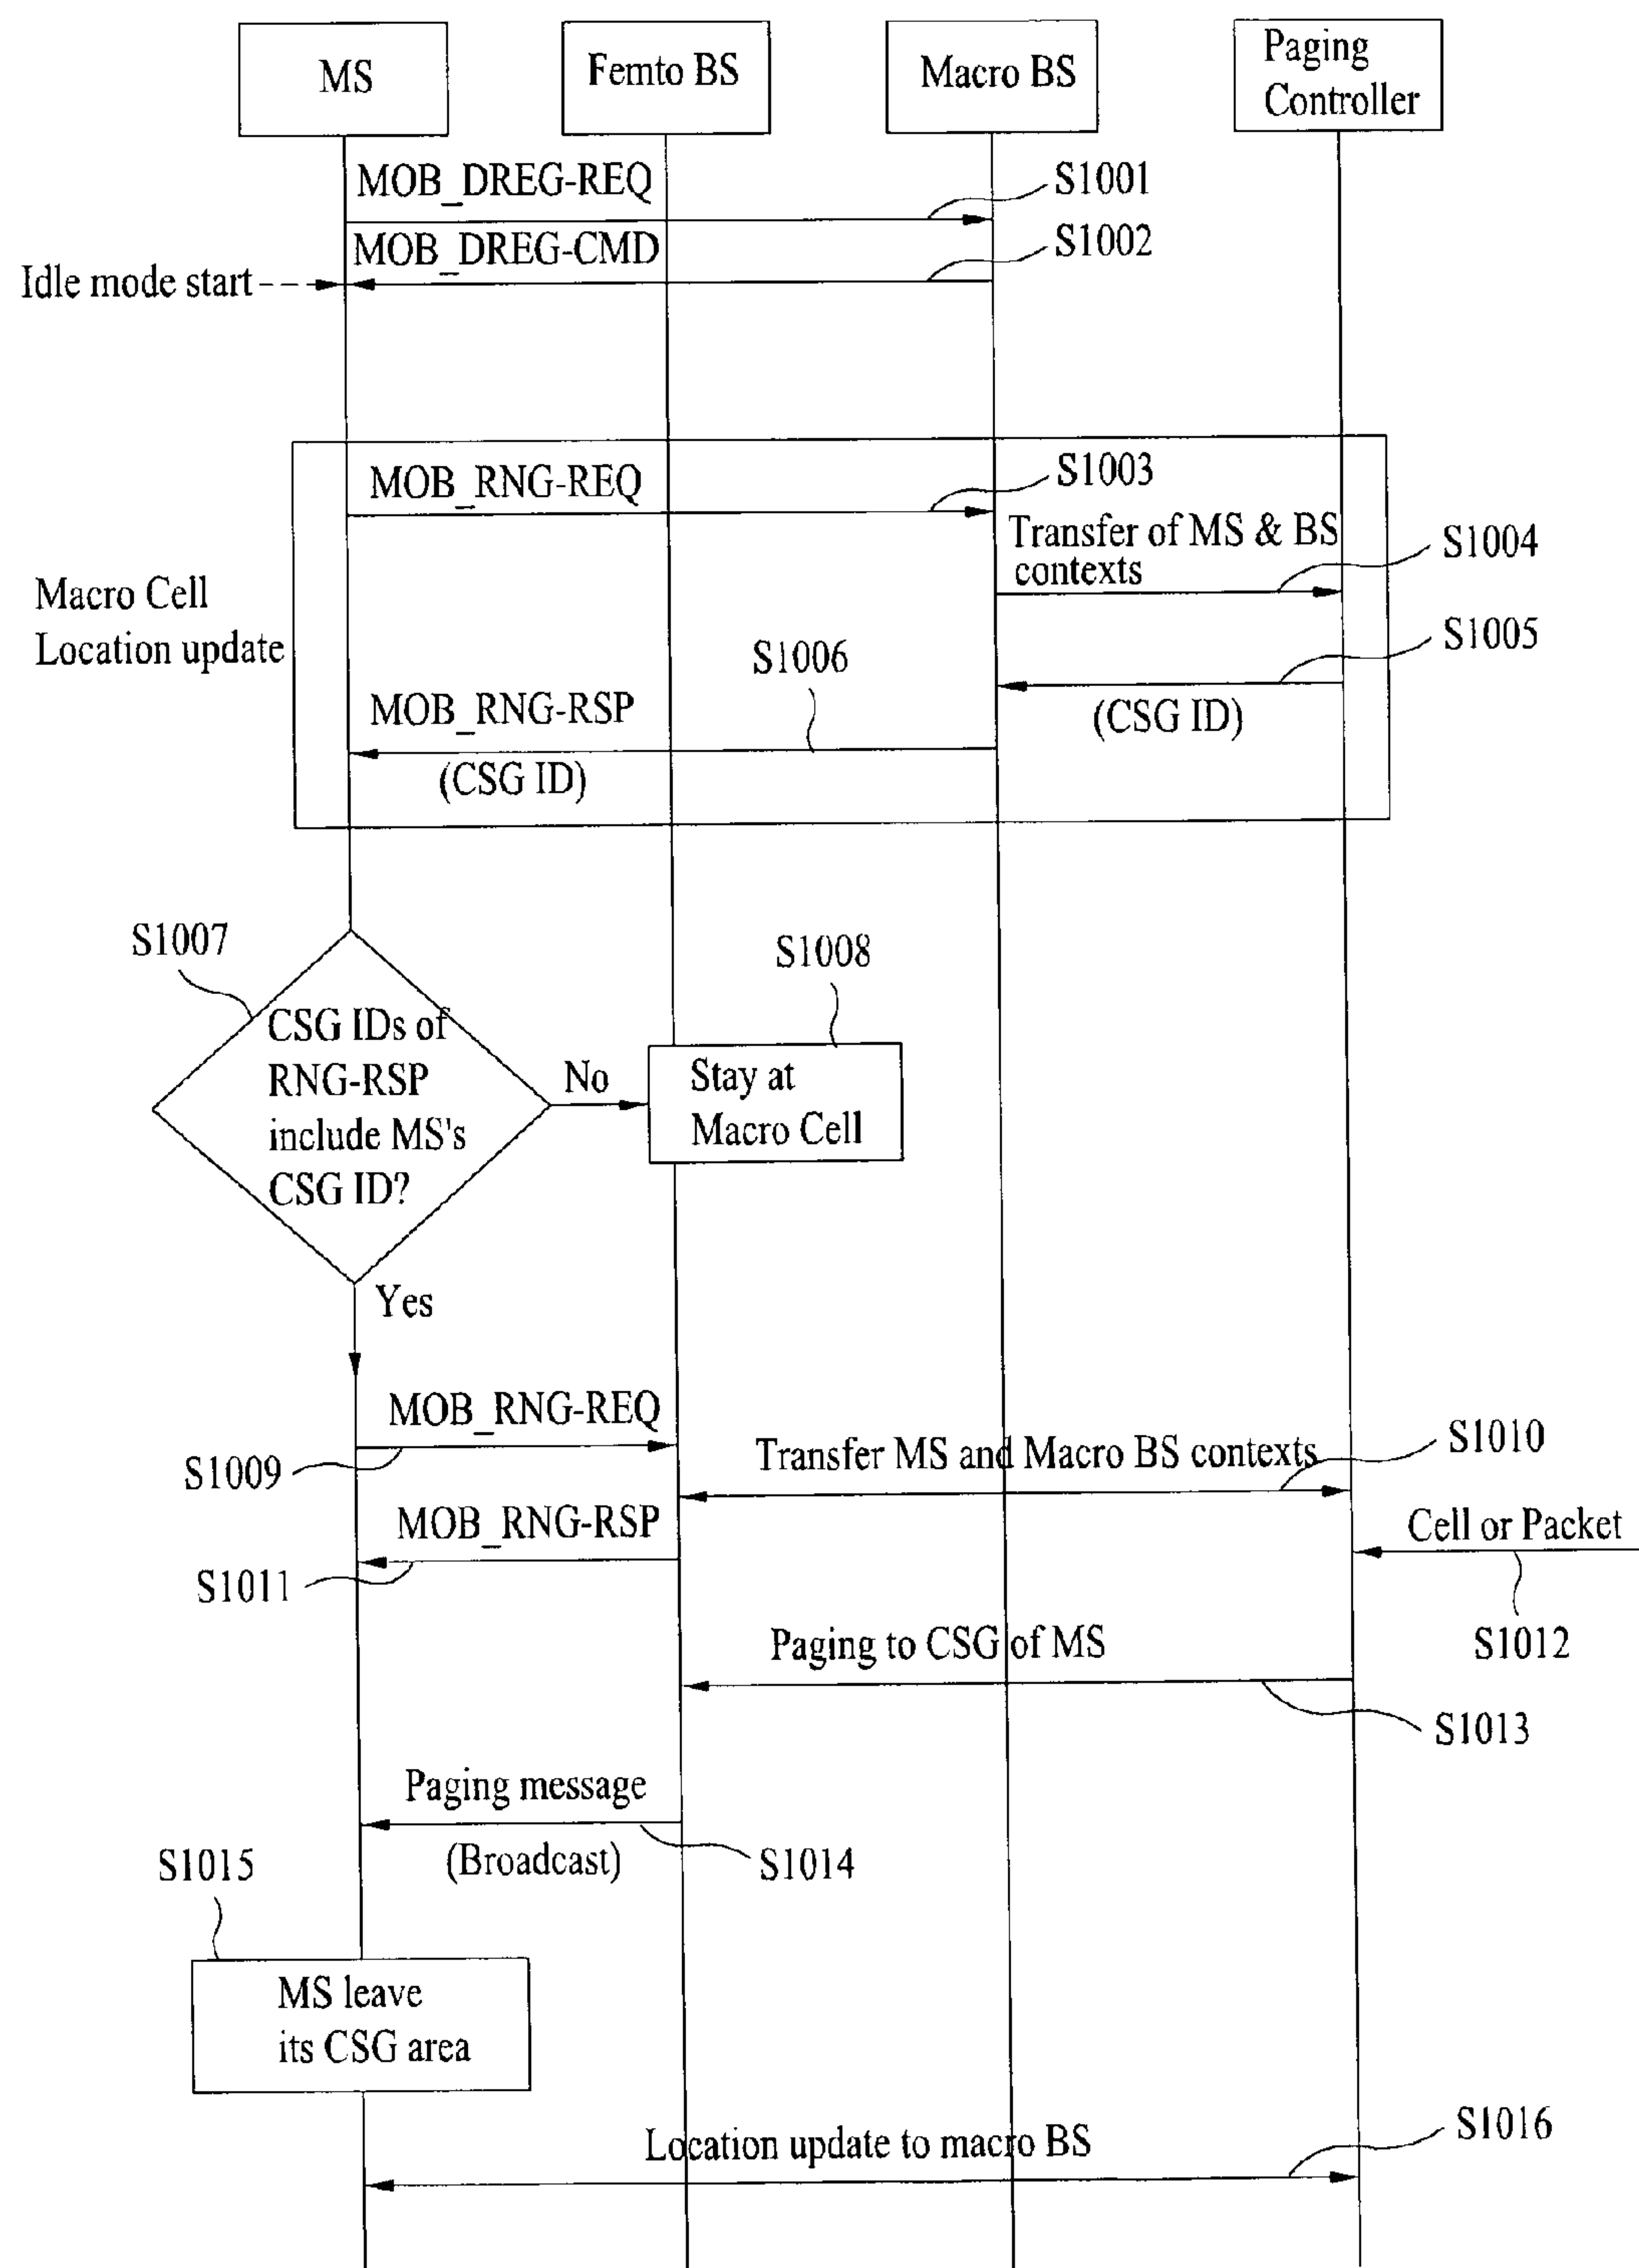 MS
Femto BS
Macro BS
Paging
Controller
MOB_DREG-REQ
S1001
MOB_DREG-CMD
S1002
Idle mode start
MOB_RNG-REQ
S1003
Transfer of MS & BS
contexts
S1004
Macro Cell
Location update
S1005
S1006
MOB_RNG-RSP
(CSG ID)
(CSG ID)
S1007
S1008
CSG IDs of
RNG-RSP
include MS's
CSG ID?
No
Stay at
Macro Cell
Yes
MOB_RNG-REQ
S1009
Transfer MS and Macro BS contexts
S1010
MOB_RNG-RSP
S1011
Cell or Packet
S1012
Paging to CSG of MS
S1013
Paging message
(Broadcast)
S1014
S1015
MS leave
its CSG area
Location update to macro BS
S1016